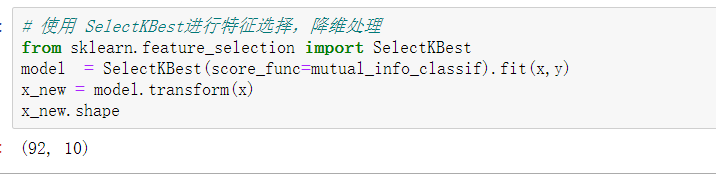 # 使用 SelectKBest进行特征选择，降维处理
from sklearn.feature_selection import SelectKBest
model  = SelectKBest(score_func=mutual_info_classif).fit(x,y)
x_new = model.transform(x)
x_new.shape
(92, 10)